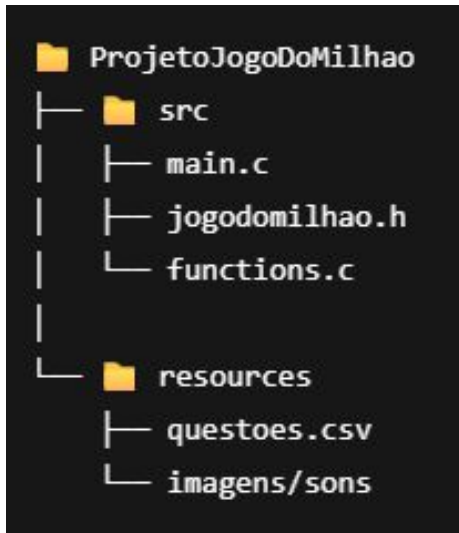 ProjetoJogoDoMilhao
src
main.c
jogodomilhao.h
functions.c
resources
questoes.csv
imagens/sons